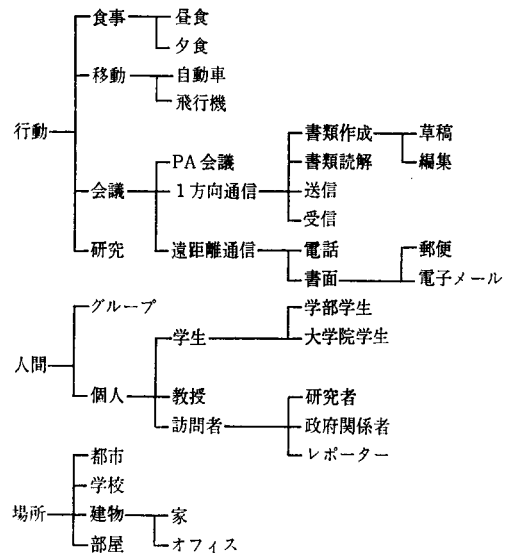 食事 昼食
夕食
移動 自動車
飛行機
行動
書類作成 草稿
PA会議 書類読解 編集
会議 1方向通信 送信
受信
研究 遠距離通信 電話 郵便
書面 電子メール
グループ 学部学生
学生 大学院学生
人間
個人 教授 研究者
訪問者 政府関係者
レポーター
都市
学校
場所 建物 家
部屋 オフィス